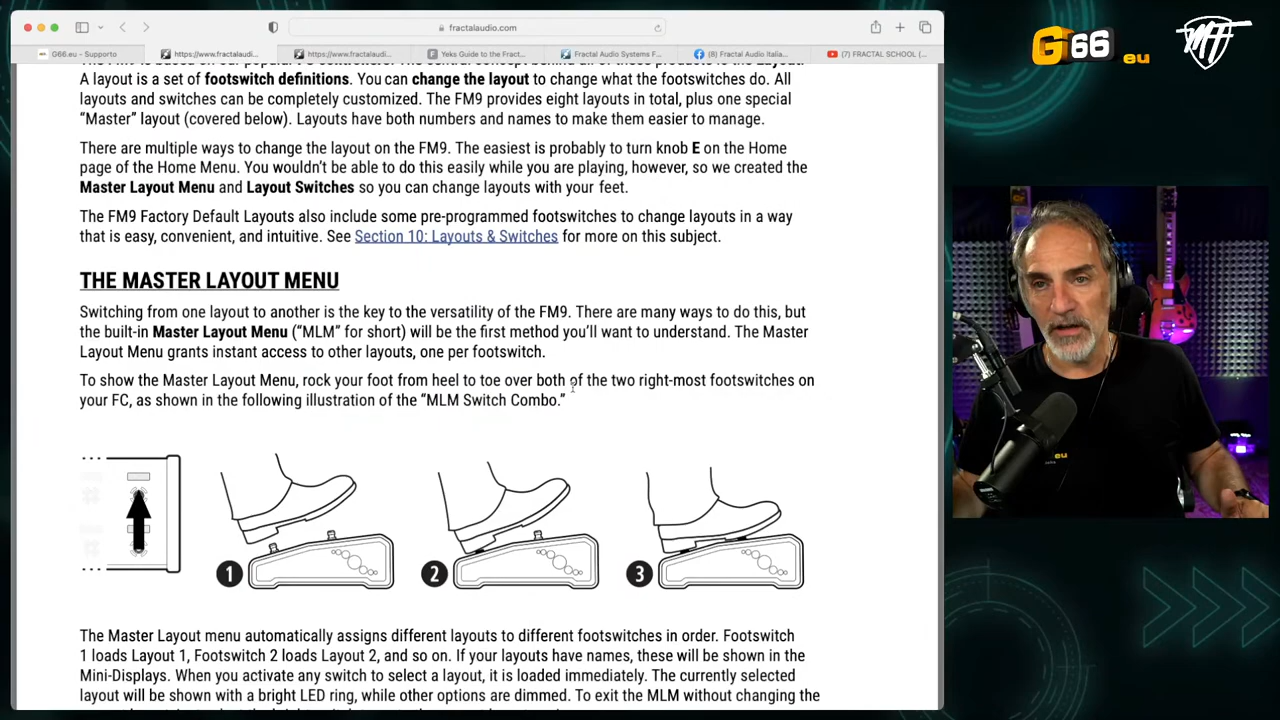 fractalaudio.com
G66.eu - Supporto
https://www.fractalaudi...
https://www.fractalaudi...
Yeks Guide to the Fract...
Fractal Audio Systems F...
(8) Fractal Audio Italia...
(7) FRACTAL SCHOOL (...
A layout is a set of footswitch definitions. You can change the layout to change what the footswitches do. All
layouts and switches can be completely customized. The FM9 provides eight layouts in total, plus one special
“Master” layout (covered below). Layouts have both numbers and names to make them easier to manage.
There are multiple ways to change the layout on the FM9. The easiest is probably to turn knob E on the Home
page of the Home Menu. You wouldn’t be able to do this easily while you are playing, however, so we created the
Master Layout Menu and Layout Switches so you can change layouts with your feet.
The FM9 Factory Default Layouts also include some pre-programmed footswitches to change layouts in a way
that is easy, convenient, and intuitive. See Section 10: Layouts & Switches for more on this subject.
THE MASTER LAYOUT MENU
Switching from one layout to another is the key to the versatility of the FM9. There are many ways to do this, but
the built-in Master Layout Menu (“MLM” for short) will be the first method you’ll want to understand. The Master
Layout Menu grants instant access to other layouts, one per footswitch.
To show the Master Layout Menu, rock your foot from heel to toe over both of the two right-most footswitches on
your FC, as shown in the following illustration of the “MLM Switch Combo.”
1
2
3
The Master Layout menu automatically assigns different layouts to different footswitches in order. Footswitch
1 loads Layout 1, Footswitch 2 loads Layout 2, and so on. If your layouts have names, these will be shown in the
Mini-Displays. When you activate any switch to select a layout, it is loaded immediately. The currently selected
layout will be shown with a bright LED ring, while other options are dimmed. To exit the MLM without changing the
G66
eu
eu